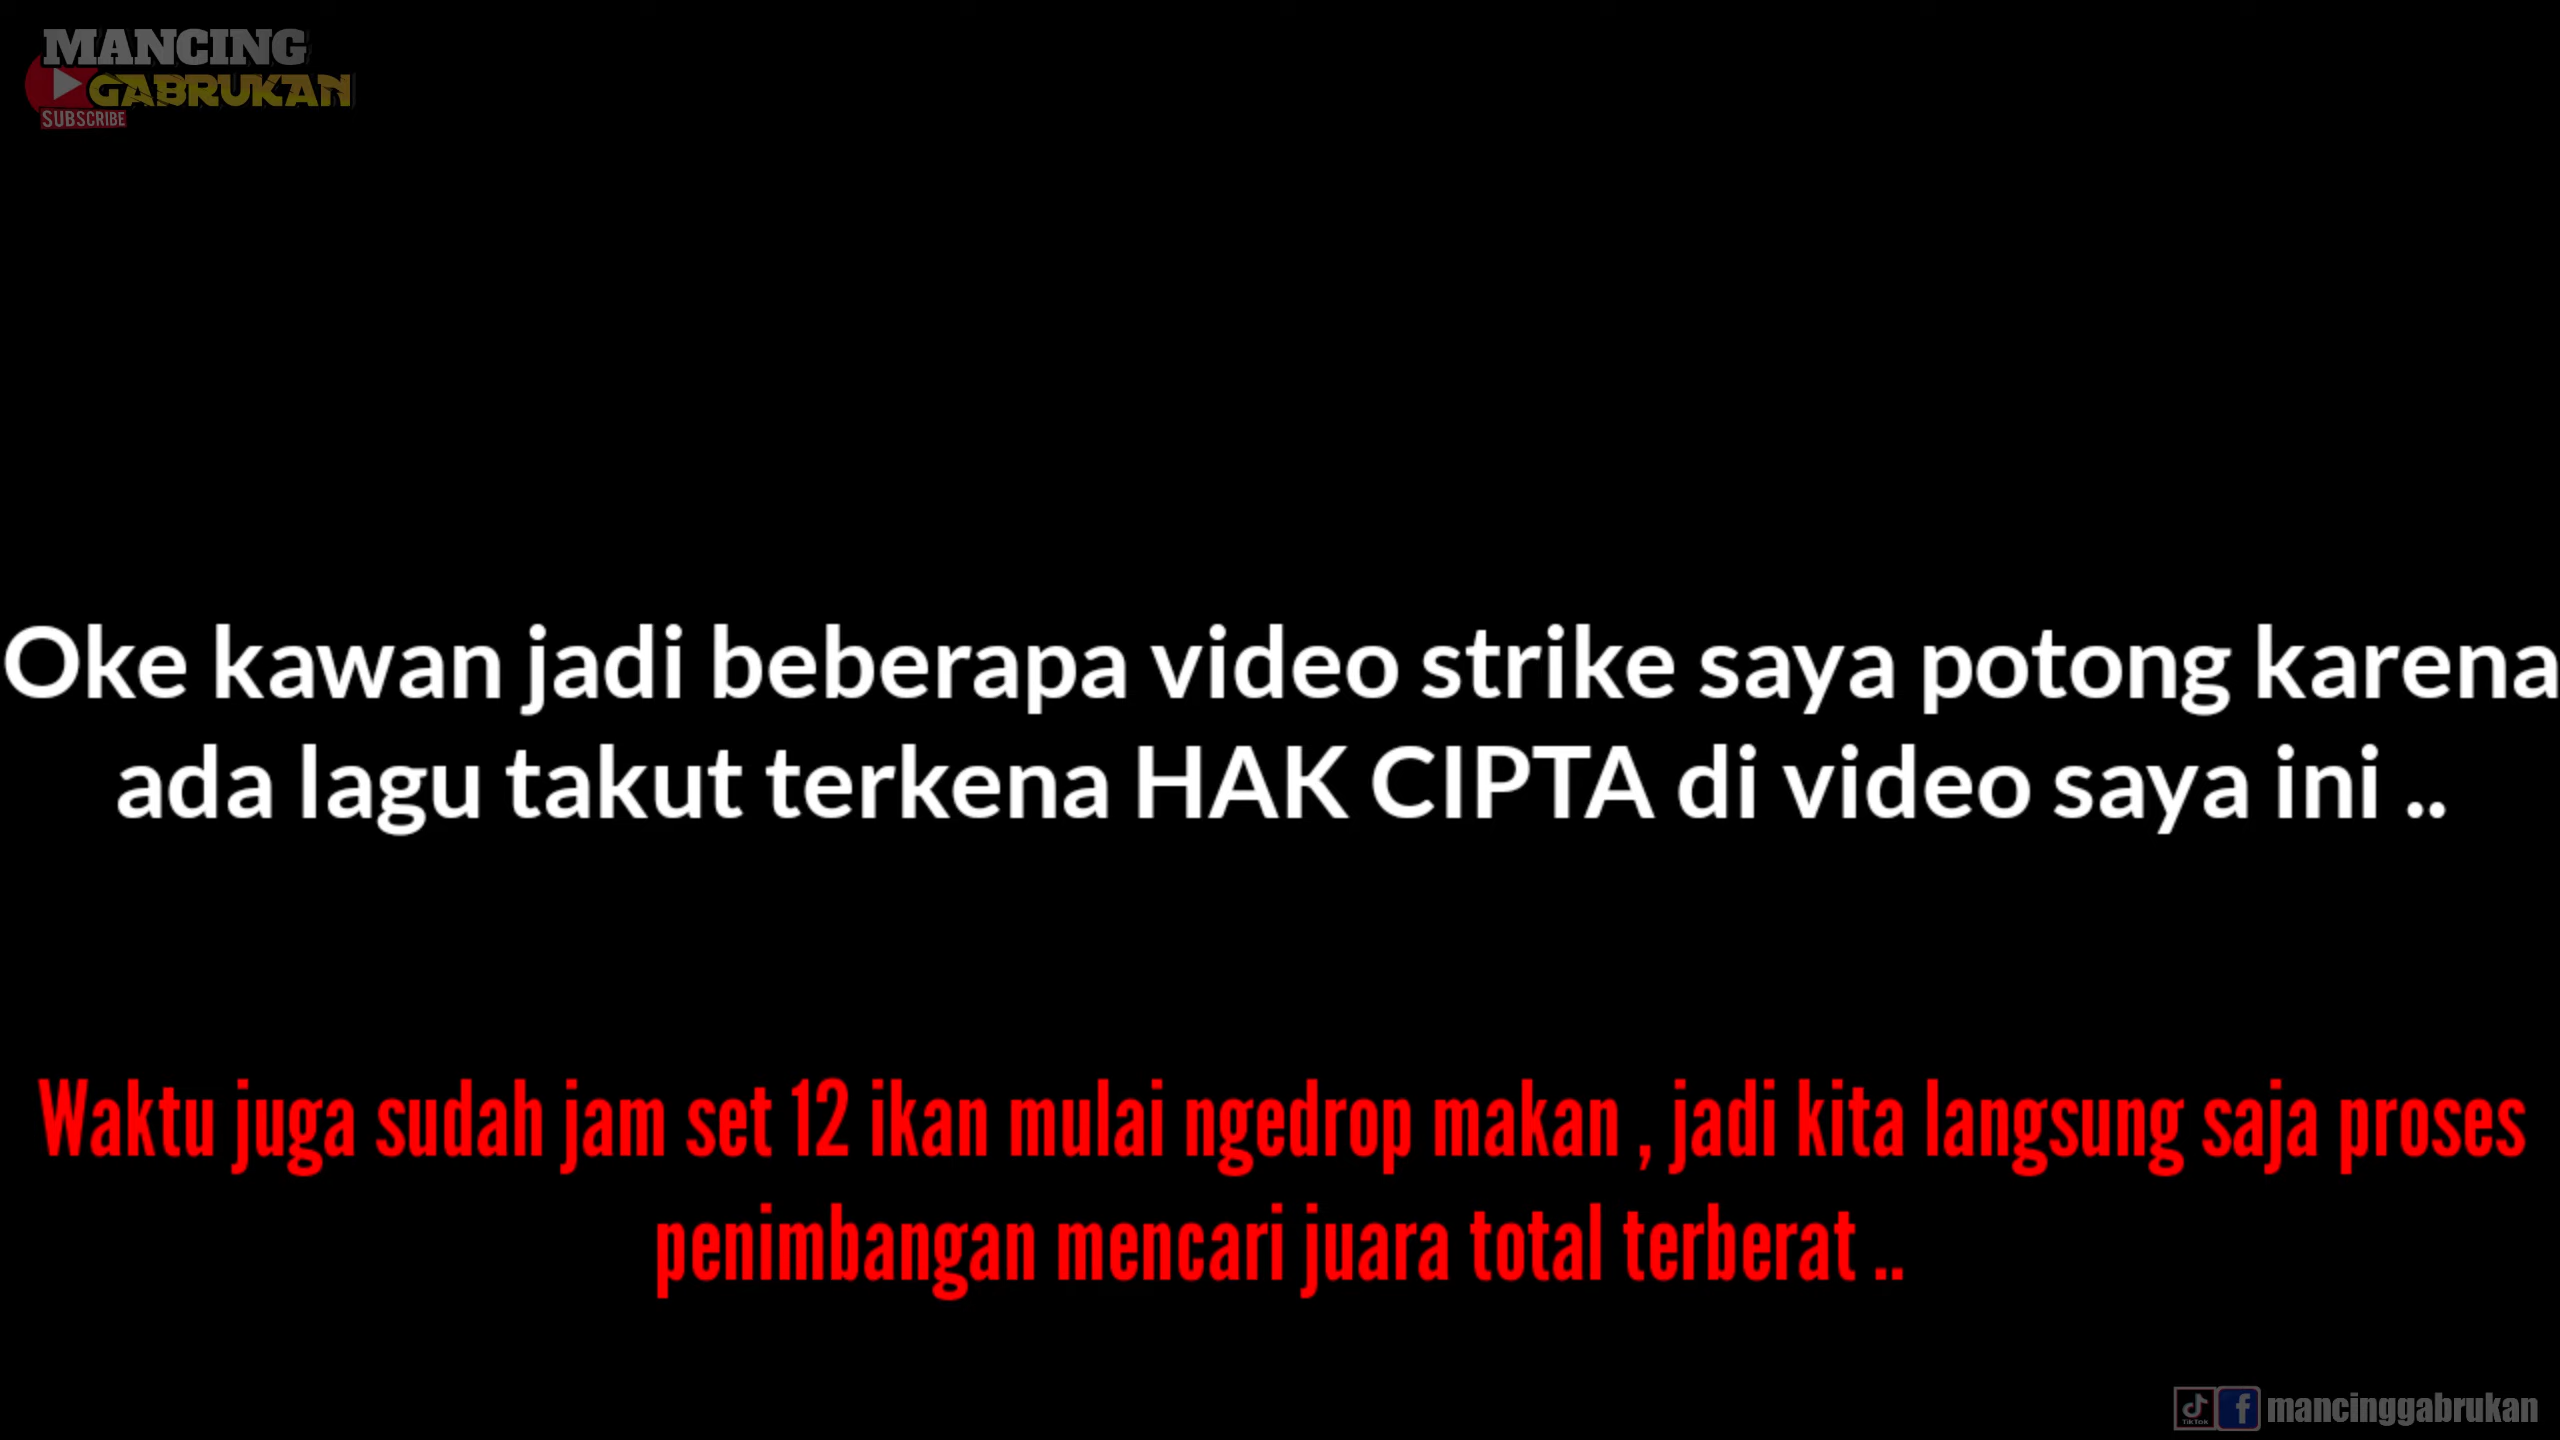 MANCING
GABRUKAN
SUBSCRIBE
Oke kawan jadi beberapa video strike saya potong karena
ada lagu takut terkena HAK CIPTA di video saya ini ..
Waktu juga sudah jam set 12 ikan mulai ngedrop makan , jadi kita langsung saja proses
penimbangan mencari juara total terberat ..
TikTok
mancinggabrukan